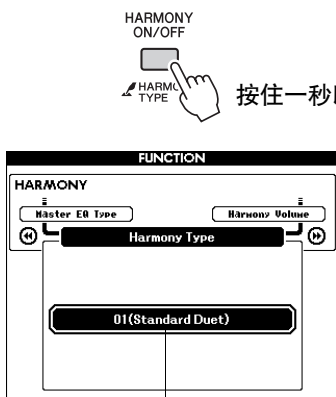 HARMONY
ON/OFF
HARMO
TYPE
按住一秒
FUNCTION
HARMONY
Master EQ Type
Harmony Volume
Harmony Type
01(Standard Duet)